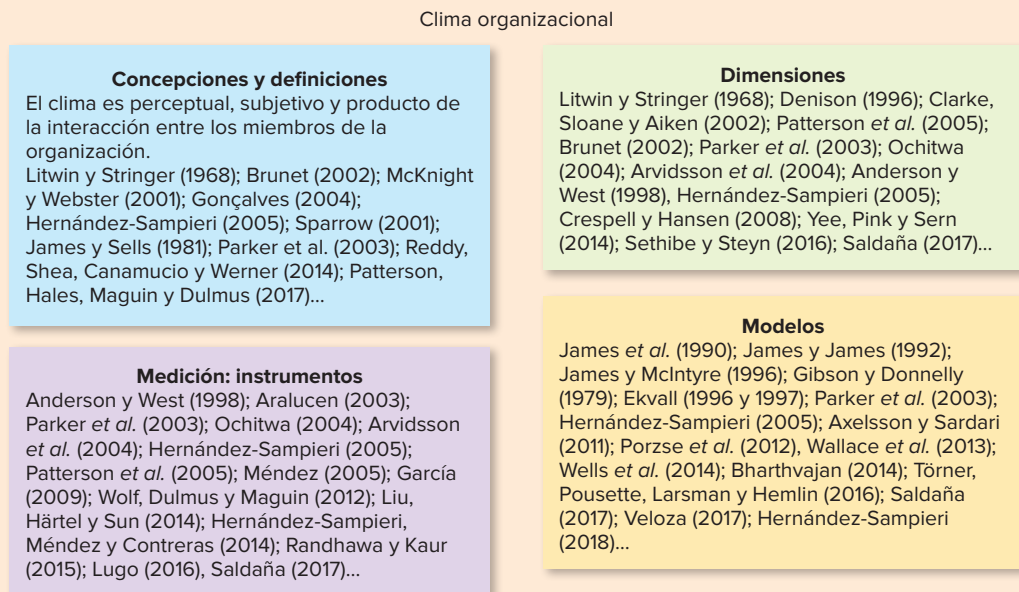 Clima organizacional
Concepciones y definiciones
El clima es perceptual, subjetivo y producto de
la interacción entre los miembros de la
organización.
Litwin y Stringer (1968); Brunet (2002); McKnight
y Webster (2001); Gonçalves (2004);
Hernández-Sampieri (2005); Sparrow (2001);
James y Sells (1981); Parker et al. (2003); Reddy,
Shea, Canamucio y Werner (2014); Patterson,
Hales, Maguin y Dulmus (2017)...
Medición: instrumentos
Anderson y West (1998); Aralucen (2003);
Parker et al. (2003); Ochitwa (2004); Arvidsson
et al. (2004); Hernández-Sampieri (2005);
Patterson et al. (2005); Méndez (2005); García
(2009); Wolf, Dulmus y Maguin (2012); Liu,
Härtel y Sun (2014); Hernández-Sampieri,
Méndez y Contreras (2014); Randhawa y Kaur
(2015); Lugo (2016), Saldaña (2017)...
Dimensiones
Litwin y Stringer (1968); Denison (1996); Clarke,
Sloane y Aiken (2002); Patterson et al. (2005);
Brunet (2002); Parker et al. (2003); Ochitwa
(2004); Arvidsson et al. (2004); Anderson y
West (1998), Hernández-Sampieri (2005);
Crespell y Hansen (2008); Yee, Pink y Sern
(2014); Sethibe y Steyn (2016); Saldaña (2017)...
Modelos
James et al. (1990); James y James (1992);
James y McIntyre (1996); Gibson y Donnelly
(1979); Ekvall (1996 y 1997); Parker et al. (2003);
Hernández-Sampieri (2005); Axelsson y Sardari
(2011); Porzse et al. (2012), Wallace et al. (2013);
Wells et al. (2014); Bharthvajan (2014); Törner,
Pousette, Larsman y Hemlin (2016); Saldaña
(2017); Veloza (2017); Hernández-Sampieri
(2018)...